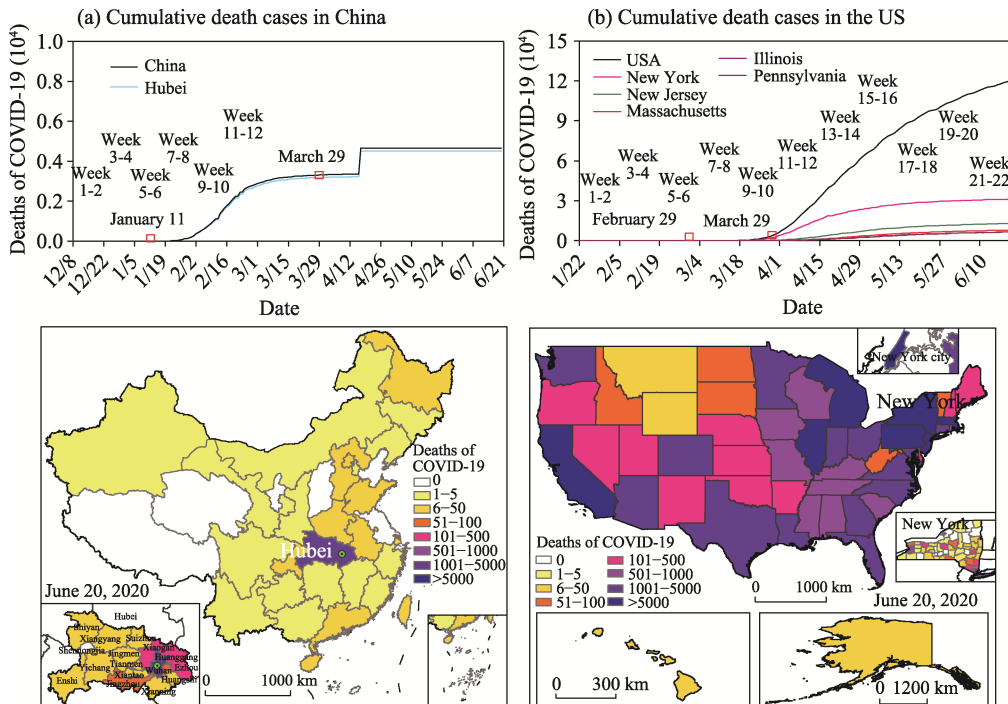 (a) Cumulative death cases in China
Deaths of COVID-19 (10⁴)
1.0
0.8
0.6
0.4
0.2
0.0
China
Hubei
Week
1-2
Week
3-4
Week
5-6
Week
7-8
Week
9-10
Week
11-12
January 11
March 29
12/8
12/22
1/5
1/19
2/2
2/16
3/1
3/15
3/29
4/12
4/26
5/10
5/24
6/7
6/21
Date
(b) Cumulative death cases in the US
Deaths of COVID-19 (10⁴)
15
12
9
6
3
0
USA
New York
New Jersey
Massachusetts
Illinois
Pennsylvania
Week
1-2
Week
3-4
Week
5-6
Week
7-8
Week
9-10
Week
11-12
Week
13-14
Week
15-16
Week
17-18
Week
19-20
Week
21-22
February 29
March 29
1/22
2/5
2/19
3/4
3/18
4/1
4/15
4/29
5/13
5/27
6/10
Date
Hubei
Deaths of
COVID-19
0
1–5
6–50
51–100
101–500
501–1000
1001–5000
>5000
June 20, 2020
Hubei
Shiyan
Xiangyang
Suizhou
Xiaogan
Shennongjia
Jingmen
Huanggang
Yichang
Tianmen
Wuhan
Ezhou
Enshi
Xiantao
Huangshi
Jingzhou
Xianning
0 1000 km
New York city
New York
New York
Deaths of COVID-19
0
1–5
6–50
51–100
101–500
501–1000
1001–5000
>5000
0 1000 km
June 20, 2020
0 300 km
0 1200 km